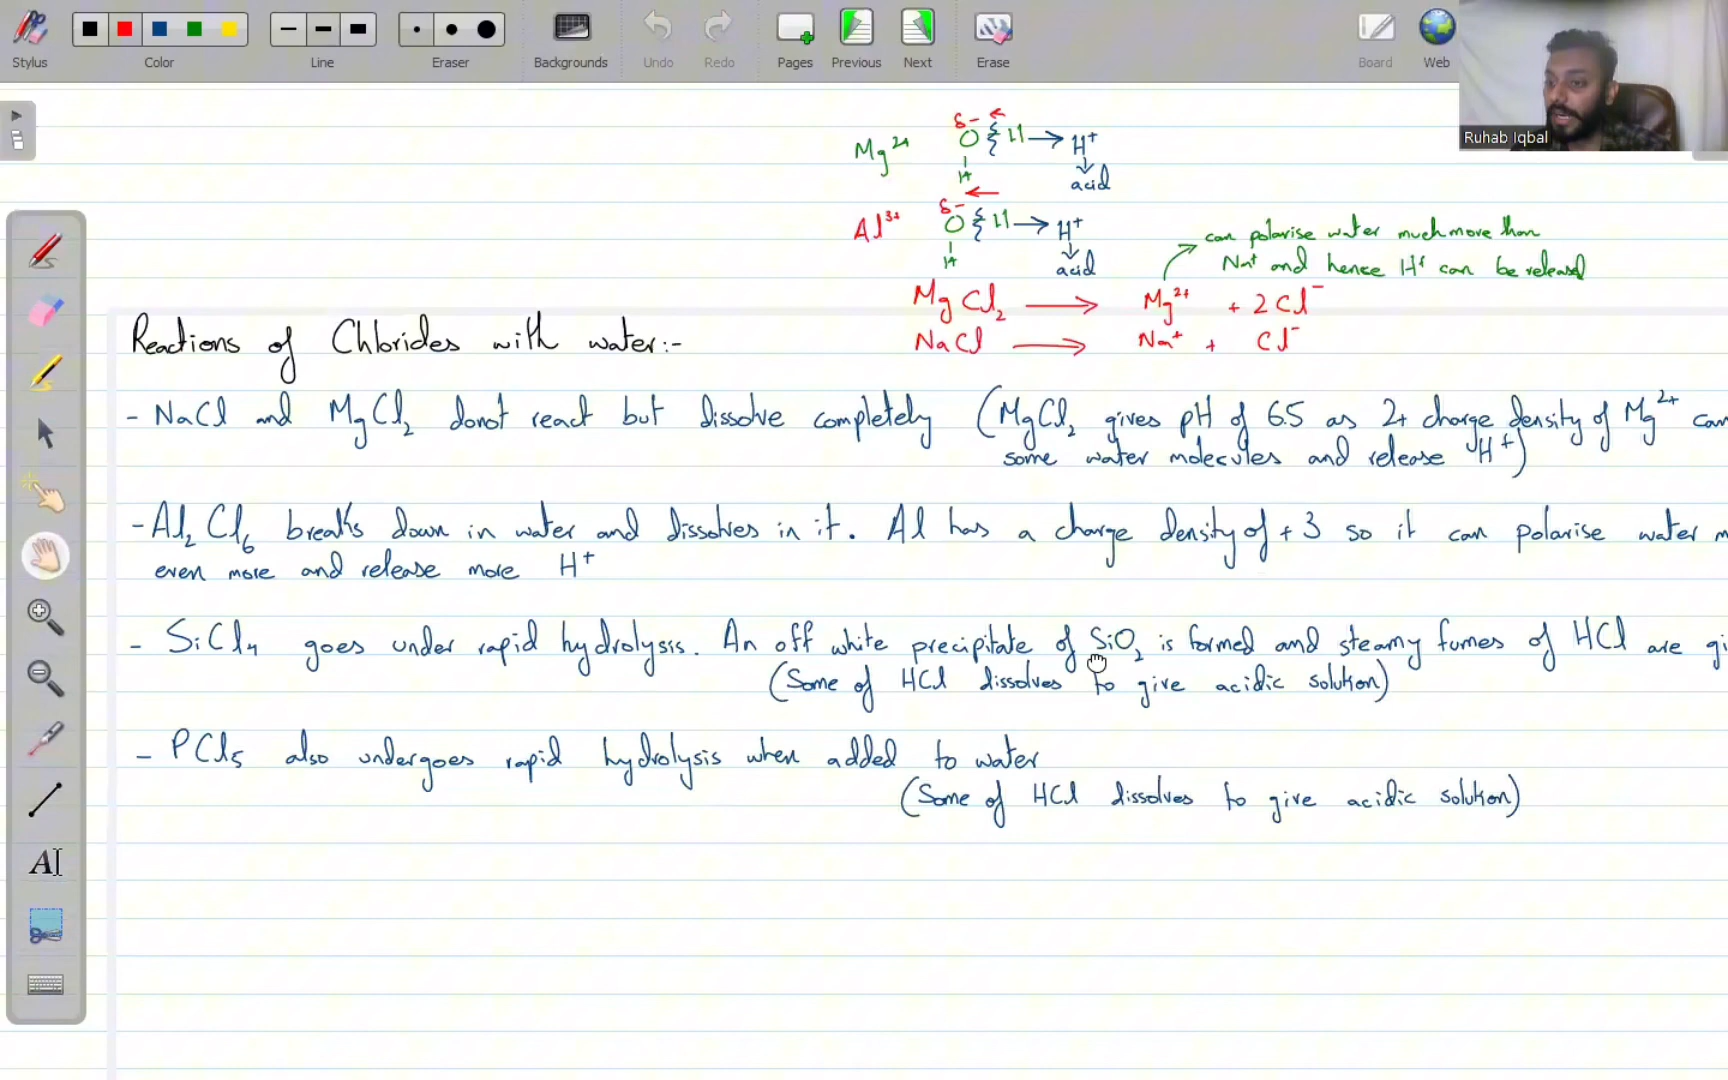 Stylus
Color
Line
Eraser
Backgrounds
Undo
Redo
Pages
Previous
Next
Erase
Board
Web
Ruhab Iqbal
Mg²⁺ δ- O H → H⁺
H
acid
Al³⁺ δ- O H → H⁺
H
acid
can polarise water much more than
Na⁺ and hence H⁺ can be released
MgCl₂ → Mg²⁺ + 2Cl⁻
NaCl → Na⁺ + Cl⁻
Reactions of Chlorides with water:-
- NaCl and MgCl₂ donot react but dissolve completely (MgCl₂ gives pH of 6.5 as 2+ charge density of Mg²⁺ can
some water molecules and release H⁺)
- Al₂Cl₆ breaks down in water and dissolves in it. Al has a charge density of +3 so it can polarise water m
even more and release more H⁺
- SiCl₄ goes under rapid hydrolysis. An off white precipitate of SiO₂ is formed and steamy fumes of HCl are gi
(Some of HCl dissolves to give acidic solution)
- PCl₅ also undergoes rapid hydrolysis when added to water
(Some of HCl dissolves to give acidic solution)
A